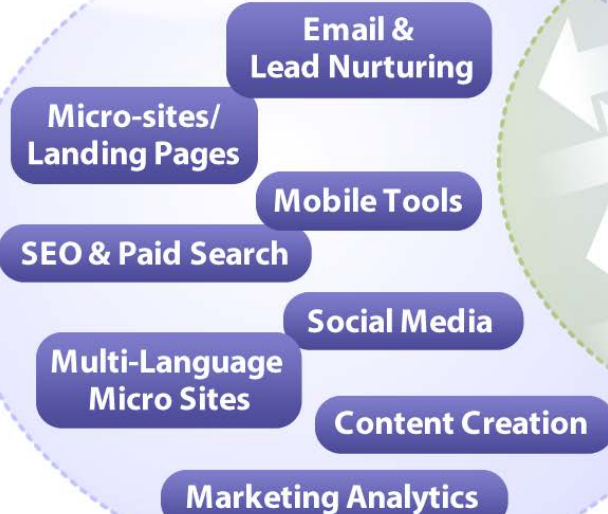 Email &
Lead Nurturing
Micro-sites/
Landing Pages
Mobile Tools
SEO & Paid Search
Social Media
Multi-Language
Micro Sites
Content Creation
Marketing Analytics